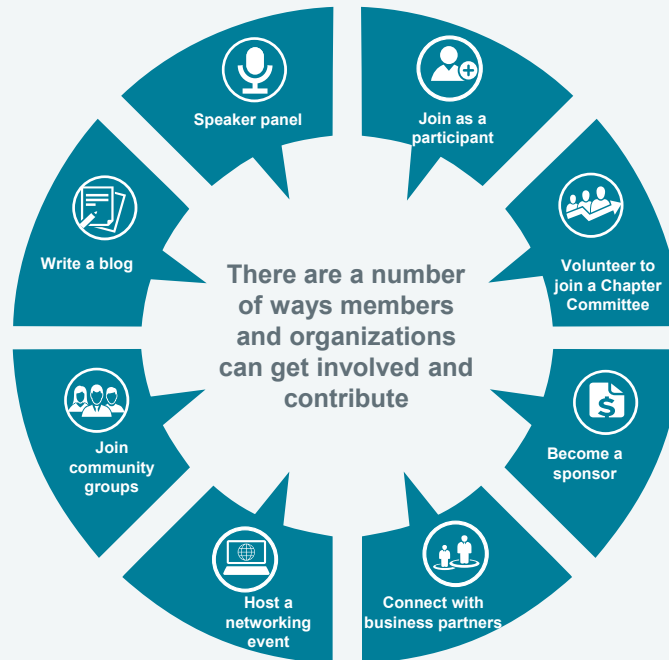 Speaker panel
Join as a
participant
Write a blog
Volunteer to
join a Chapter
Committee
There are a number
of ways members
and organizations
can get involved and
contribute
Join
community
groups
Become a
sponsor
$
Host a
networking
event
Connect with
business partners